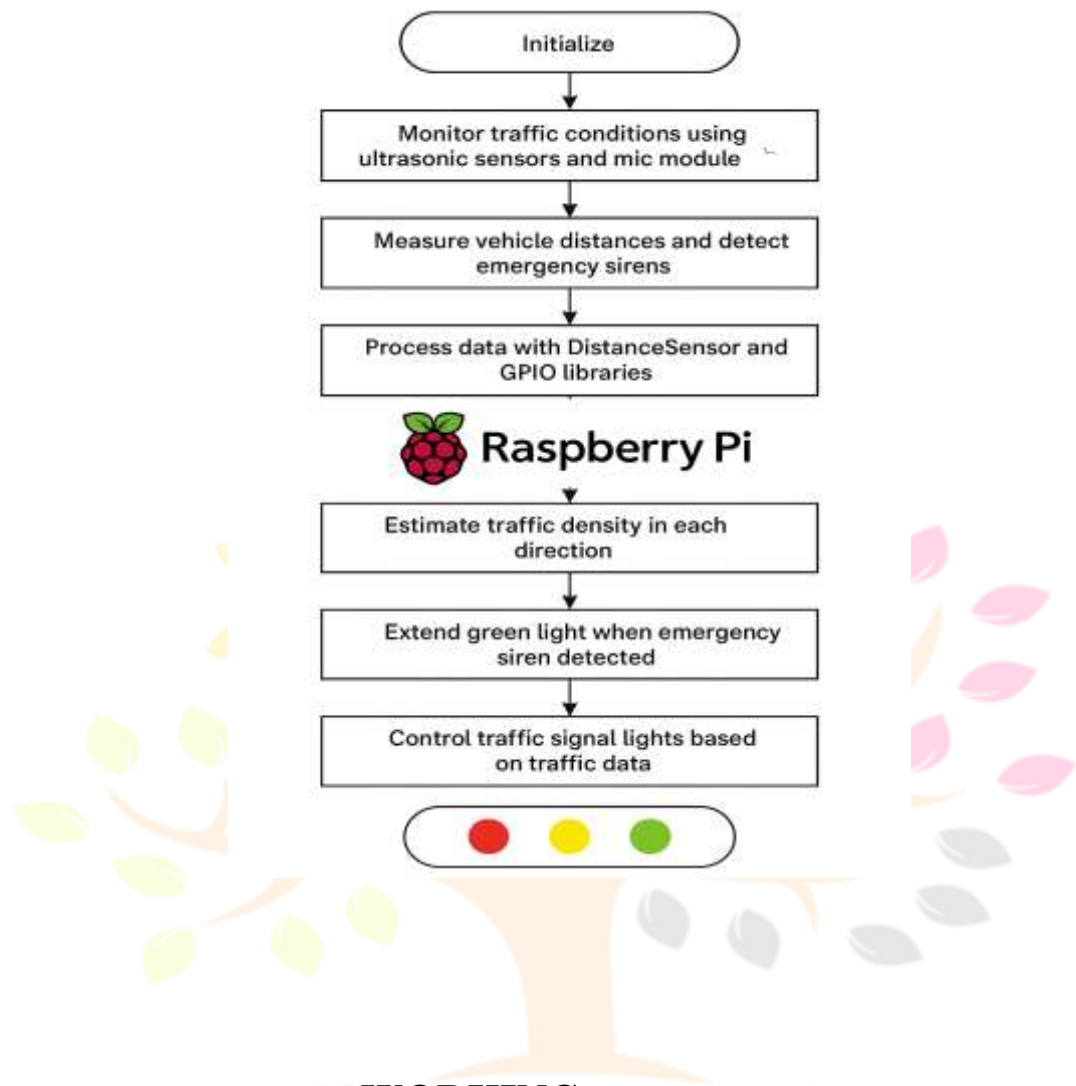 Initialize
Monitor traffic conditions using
ultrasonic sensors and mic module
Measure vehicle distances and detect
emergency sirens
Process data with DistanceSensor and
GPIO libraries
Raspberry Pi
Estimate traffic density in each
direction
Extend green light when emergency
siren detected
Control traffic signal lights based
on traffic data